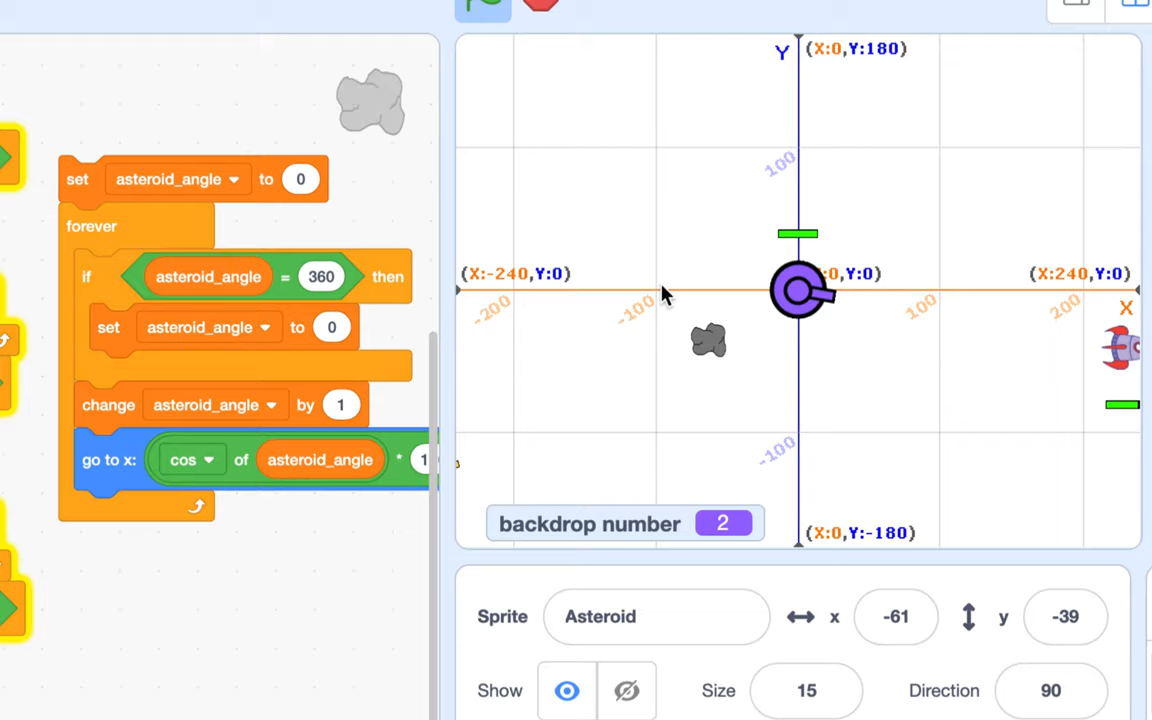 set asteroid_angle to 0
forever
if asteroid_angle = 360 then
set asteroid_angle to 0
change asteroid_angle by 1
go to x: cos of asteroid_angle *
Y (X:0,Y:180)
100
(X:-240,Y:0) :0,Y:0) (X:240,Y:0)
-200 -100 100 200 X
-100
(X:0,Y:-180)
backdrop number 2
Sprite Asteroid x -61 y -39
Show Size 15 Direction 90